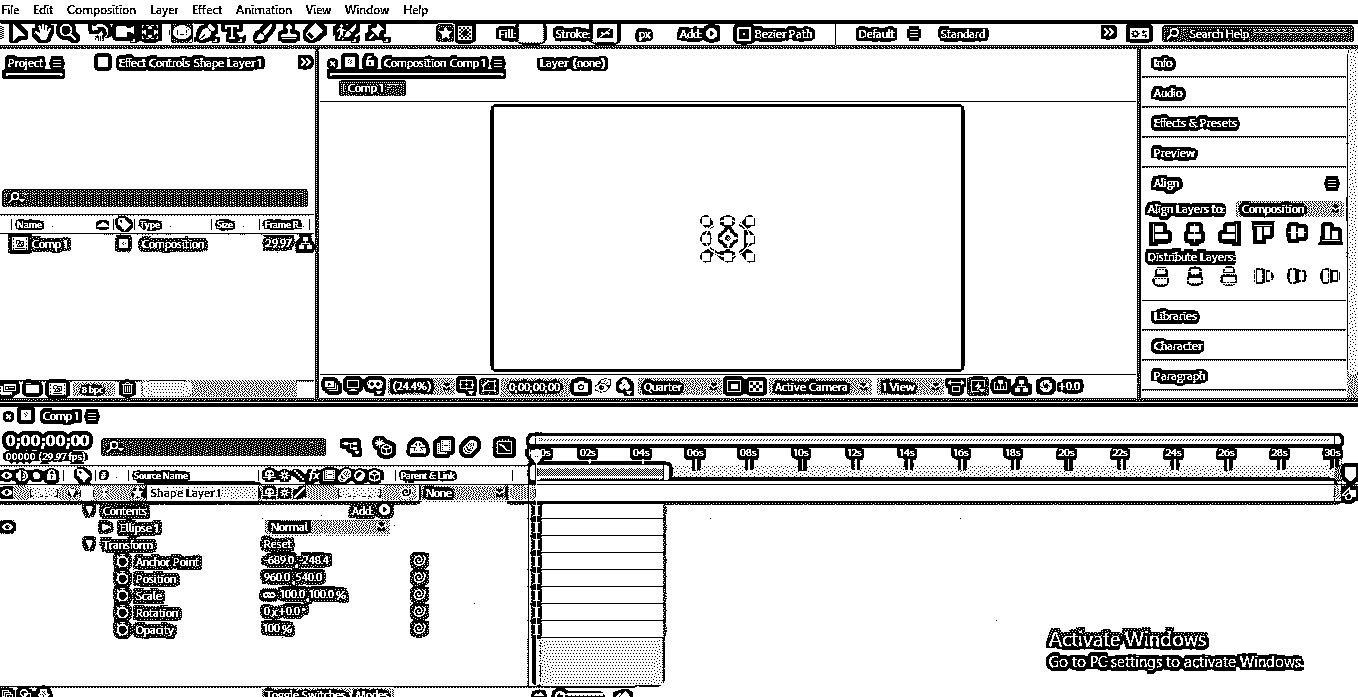 File Edit Composition Layer Effect Animation View Window Help
Fill: Stroke: px Add: Bezier Path Default Standard Search Help
Project Effect Controls Shape Layer 1 Composition Comp 1 Layer (none) Info
Comp 1
Audio
Effects & Presets
Preview
Align
Align Layers to: Composition
Name Type Size Frame R...
Comp 1 Composition 29.97
Distribute Layers:
Libraries
Character
Paragraph
8 bpc (24.4%) 0;00;00;00 Quarter Active Camera 1 View +0.0
Comp 1
0;00;00;00
00000 (29.97 fps)
02s 04s 06s 08s 10s 12s 14s 16s 18s 20s 22s 24s 26s 28s 30s
# Source Name Parent & Link
Shape Layer 1 None
Contents Add:
Ellipse 1 Normal
Transform Reset
Anchor Point -689.0,-248.4
Position 960.0,540.0
Scale 100.0,100.0%
Rotation 0x+0.0°
Opacity 100%
Activate Windows
Go to PC settings to activate Windows.
Toggle Switches / Modes